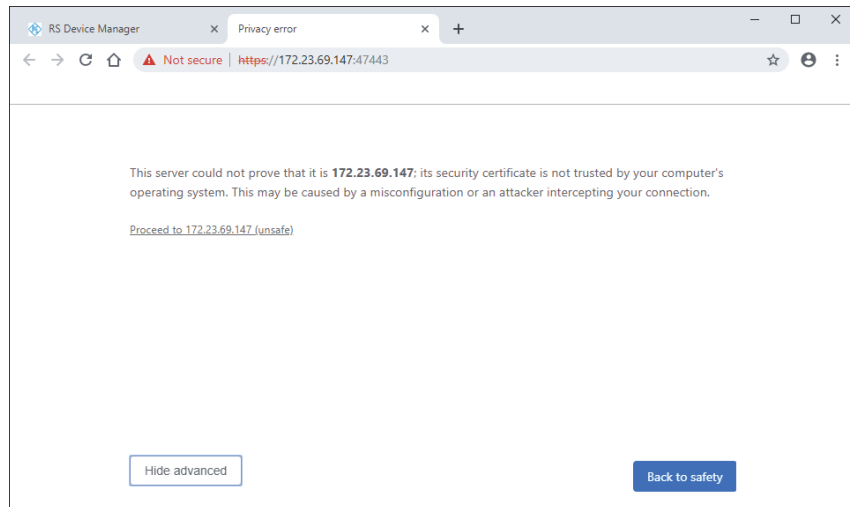 RS Device Manager
Privacy error
Not secure | https://172.23.69.147:47443
This server could not prove that it is 172.23.69.147; its security certificate is not trusted by your computer's
operating system. This may be caused by a misconfiguration or an attacker intercepting your connection.
Proceed to 172.23.69.147 (unsafe)
Hide advanced
Back to safety